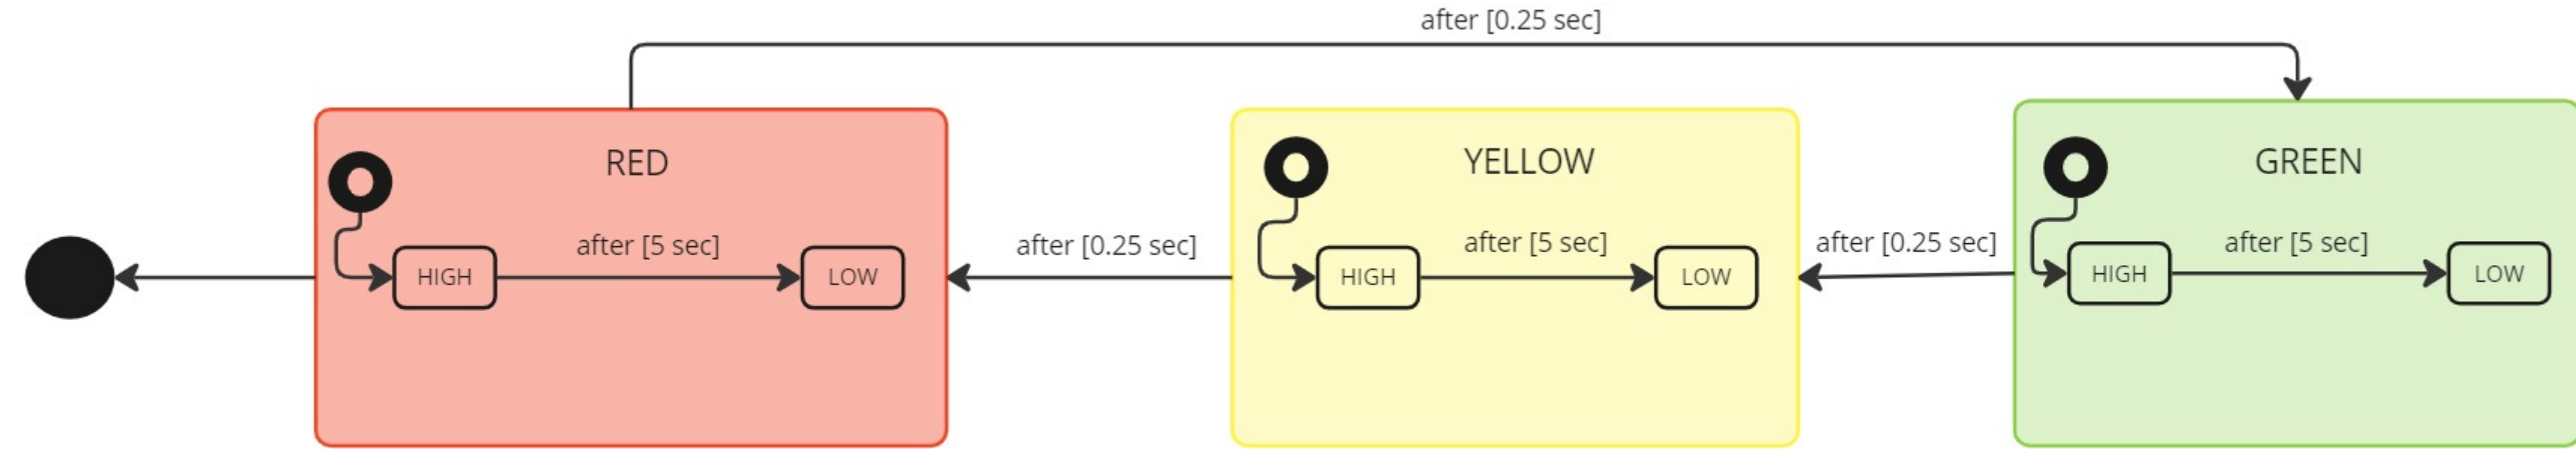 after [0.25 sec]
RED
YELLOW
GREEN
after [5 sec]
after [0.25 sec]
after [5 sec]
after [0.25 sec]
after [5 sec]
HIGH
LOW
HIGH
LOW
HIGH
LOW